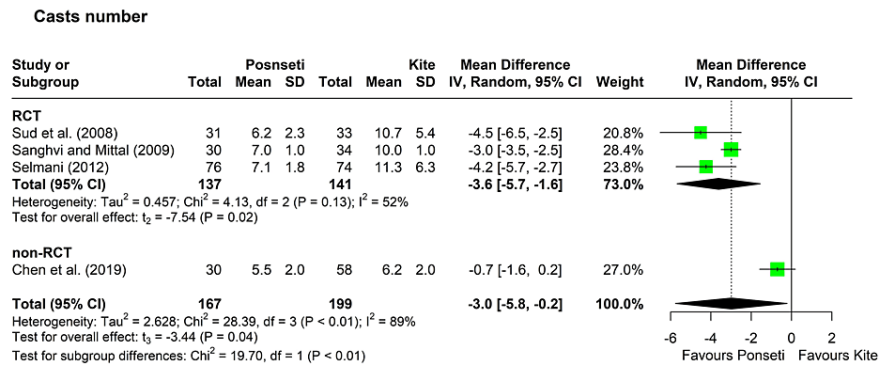 Casts number
Study or Posnseti Kite Mean Difference Mean Difference
Subgroup Total Mean SD Total Mean SD IV, Random, 95% CI Weight IV, Random, 95% CI
RCT
Sud et al. (2008) 31 6.2 2.3 33 10.7 5.4 -4.5 [-6.5, -2.5] 20.8%
Sanghvi and Mittal (2009) 30 7.0 1.0 34 10.0 1.0 -3.0 [-3.5, -2.5] 28.4%
Selmani (2012) 76 7.1 1.8 74 11.3 6.3 -4.2 [-5.7, -2.7] 23.8%
Total (95% CI) 137 141 -3.6 [-5.7, -1.6] 73.0%
Heterogeneity: Tau² = 0.457; Chi² = 4.13, df = 2 (P = 0.13); I² = 52%
Test for overall effect: t₂ = -7.54 (P = 0.02)
non-RCT
Chen et al. (2019) 30 5.5 2.0 58 6.2 2.0 -0.7 [-1.6, 0.2] 27.0%
Total (95% CI) 167 199 -3.0 [-5.8, -0.2] 100.0%
Heterogeneity: Tau² = 2.628; Chi² = 28.39, df = 3 (P < 0.01); I² = 89%
Test for overall effect: t₃ = -3.44 (P = 0.04)
Test for subgroup differences: Chi² = 19.70, df = 1 (P < 0.01)
-6 -4 -2 0 2
Favours Ponseti Favours Kite